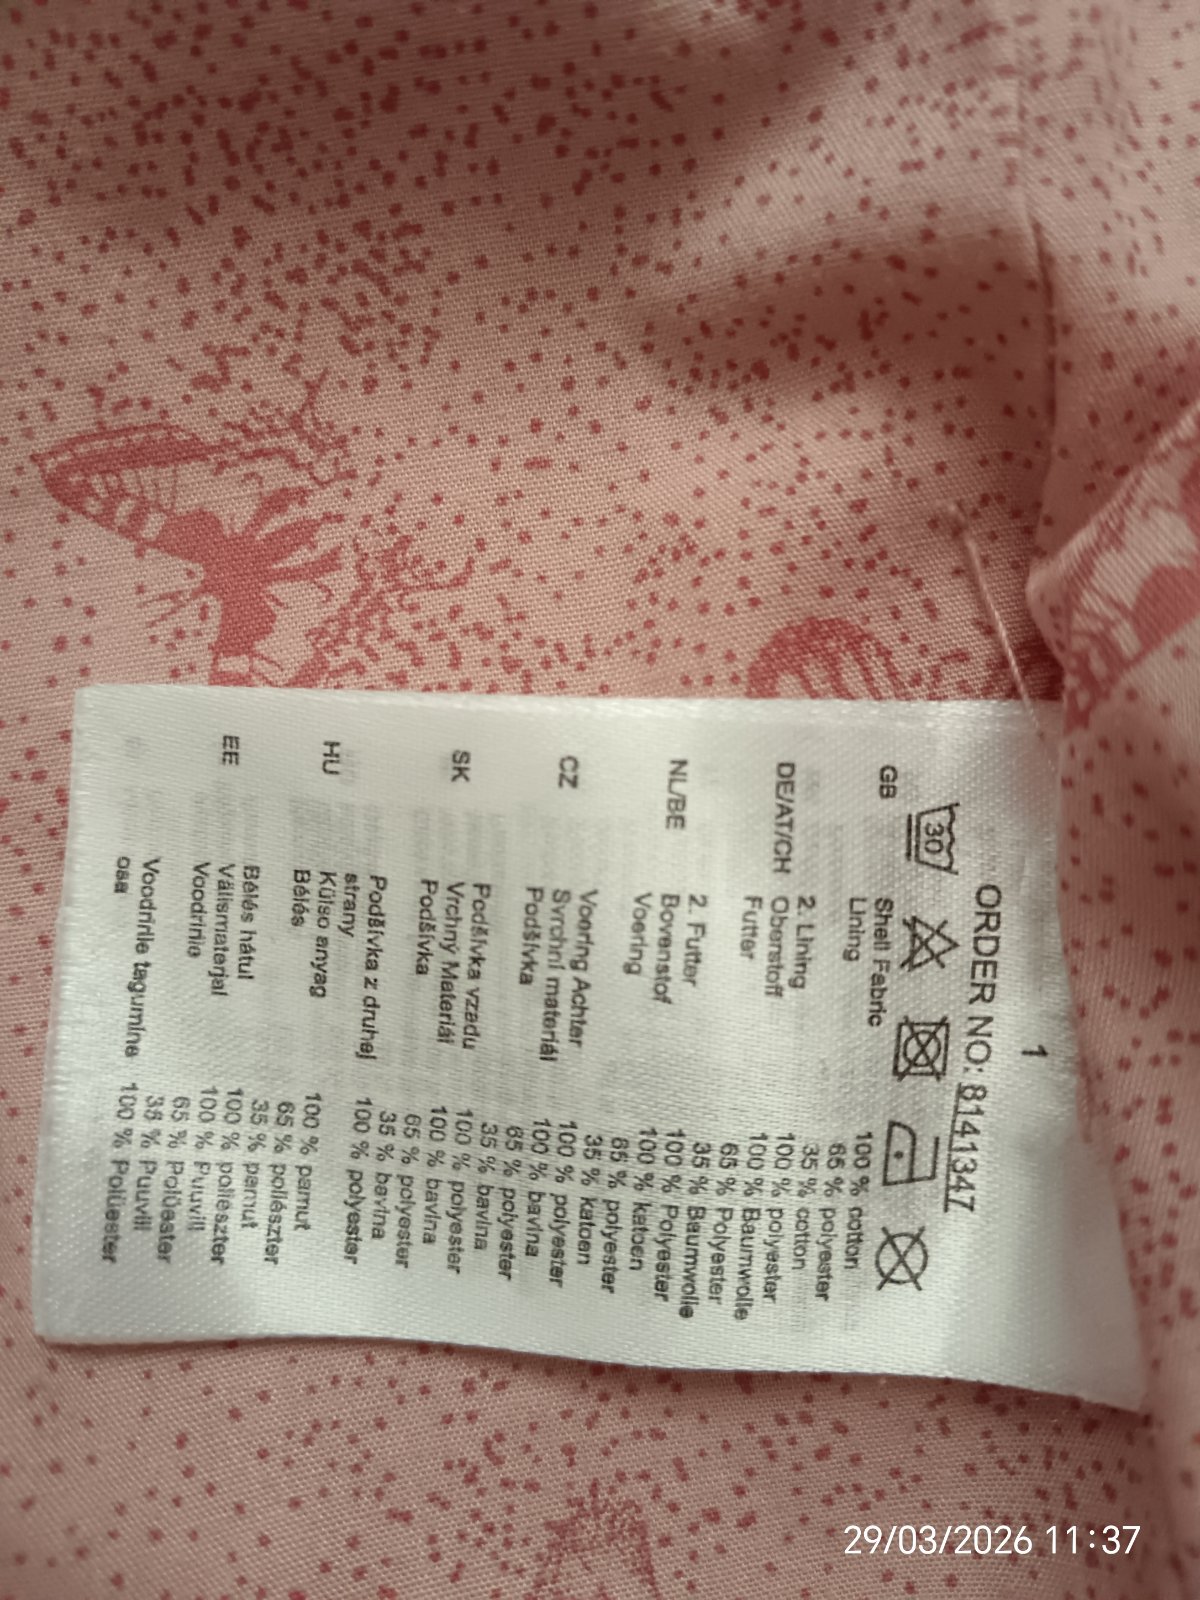 1
ORDER NO: 8141347
30
GB Shell Fabric 100 % cotton
Lining 65 % polyester
35 % cotton
2. Lining 100 % polyester
DE/AT/CH Oberstoff 100 % Baumwolle
Futter 65 % Polyester
35 % Baumwolle
2. Futter 100 % Polyester
NL/BE Bovenstof 100 % katoen
Voering 65 % polyester
35 % katoen
Voering Achter 100 % polyester
CZ Svrchní materiál 100 % bavlna
Podšívka 65 % polyester
35 % bavlna
Podšívka vzadu 100 % polyester
SK Vrchný Materiál 100 % bavlna
Podšívka 65 % polyester
35 % bavlna
Podšívka z druhej 100 % polyester
strany
HU Külso anyag 100 % pamut
Bélés 65 % poliészter
35 % pamut
Bélés hátul 100 % poliészter
EE Välismaterjal 100 % Puuvill
Voodrile 65 % Polüester
35 % Puuvill
Voodrile tagumine 100 % Polüester
osa
29/03/2026 11:37